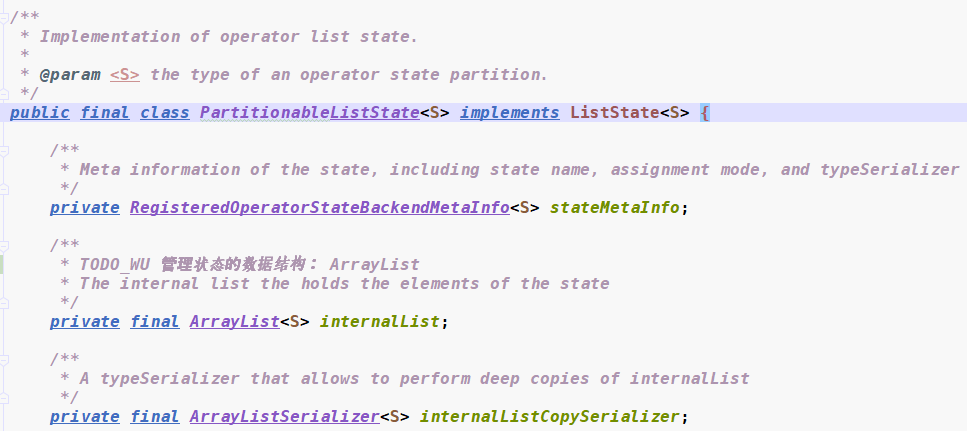 /**
 * Implementation of operator list state.
 *
 * @param <S> the type of an operator state partition.
 */
public final class PartitionableListState<S> implements ListState<S> {
    /**
     * Meta information of the state, including state name, assignment mode, and typeSerializer
     */
    private RegisteredOperatorStateBackendMetaInfo<S> stateMetaInfo;
    /**
     * TODO_WU 管理状态的数据结构： ArrayList
     * The internal list the holds the elements of the state
     */
    private final ArrayList<S> internalList;
    /**
     * A typeSerializer that allows to perform deep copies of internalList
     */
    private final ArrayListSerializer<S> internalListCopySerializer;